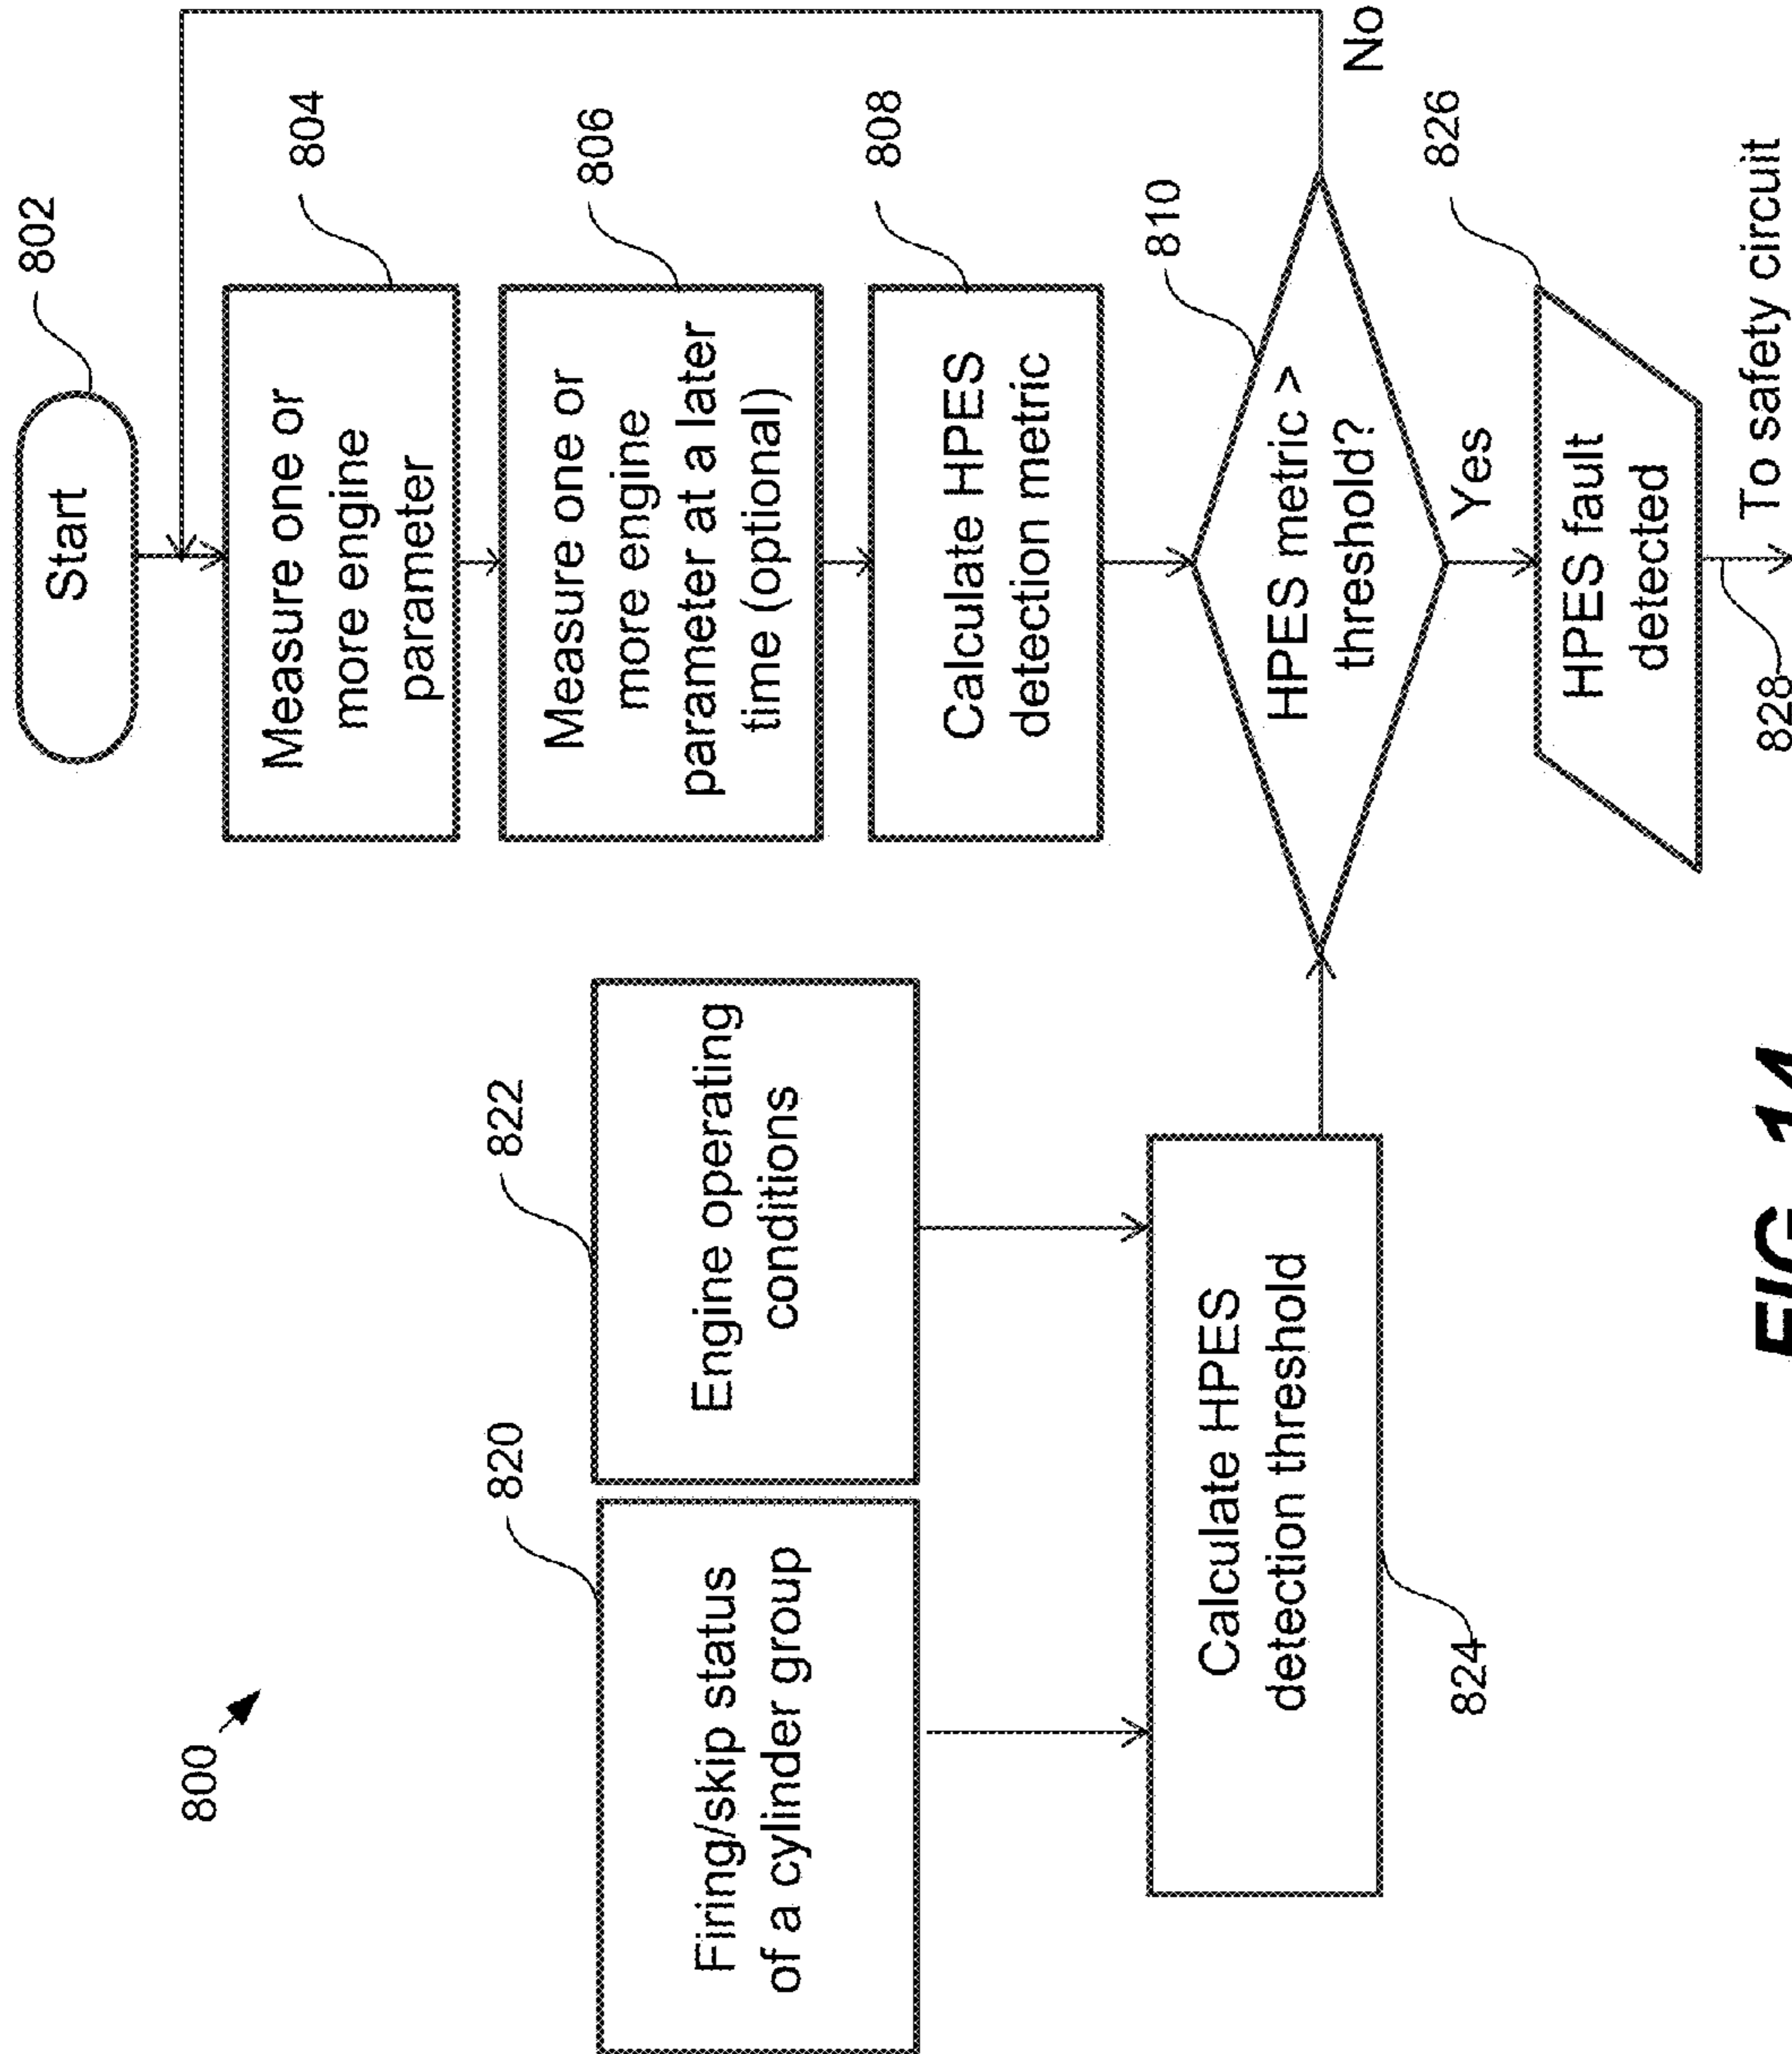 800
Start
802
Measure one or
more engine
parameter
804
Measure one or
more engine
parameter at a later
time (optional)
806
Calculate HPES
detection metric
808
HPES metric >
threshold?
810
No
Yes
HPES fault
detected
826
828
To safety circuit
Firing/skip status
of a cylinder group
820
Engine operating
conditions
822
Calculate HPES
detection threshold
824
FIG. 14